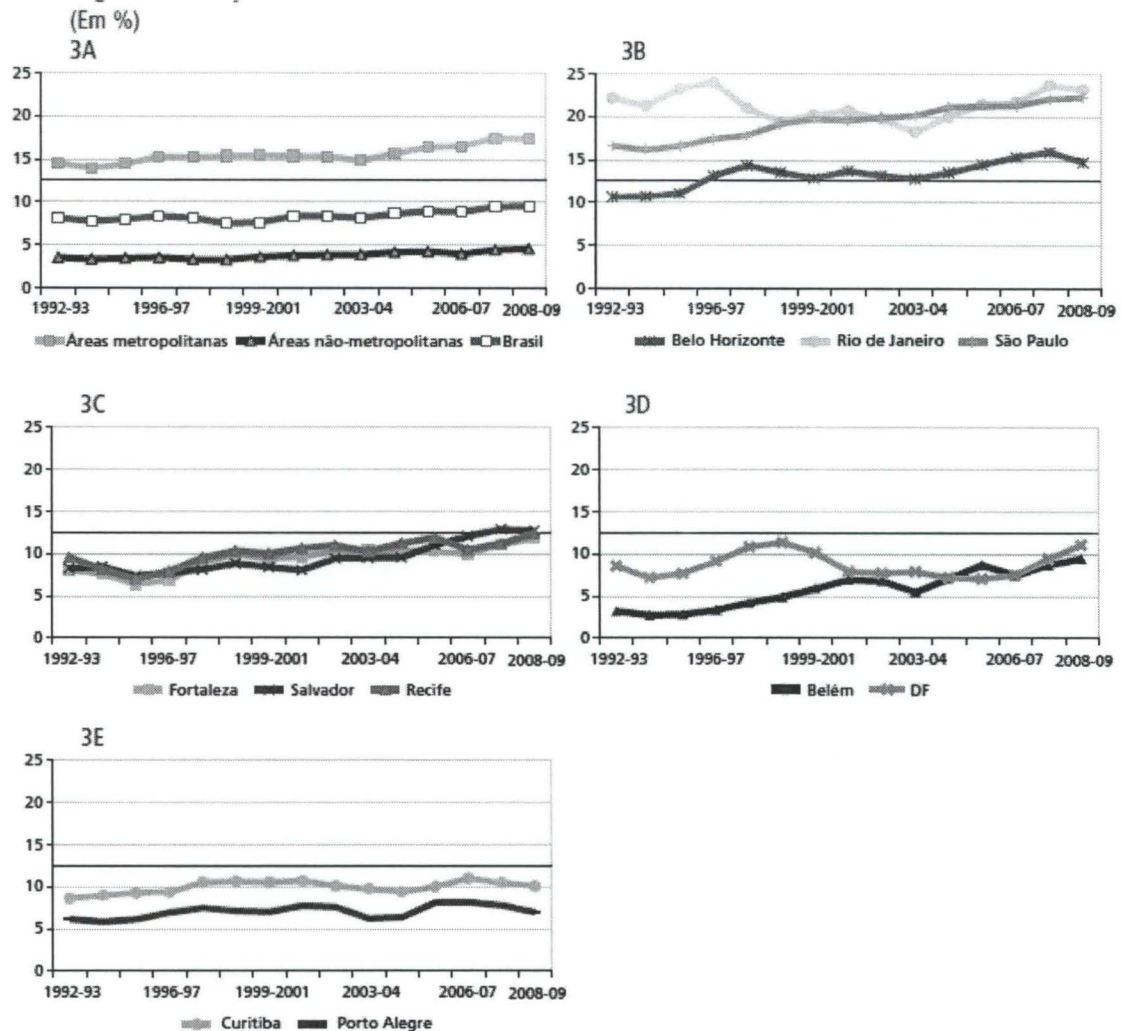 (Em %)
3A
25
20
15
10
5
0
1992-93 1996-97 1999-2001 2003-04 2006-07 2008-09
Áreas metropolitanas Áreas não-metropolitanas Brasil
3B
25
20
15
10
5
0
1992-93 1996-97 1999-2001 2003-04 2006-07 2008-09
Belo Horizonte Rio de Janeiro São Paulo
3C
25
20
15
10
5
0
1992-93 1996-97 1999-2001 2003-04 2006-07 2008-09
Fortaleza Salvador Recife
3D
25
20
15
10
5
0
1992-93 1996-97 1999-2001 2003-04 2006-07 2008-09
Belém DF
3E
25
20
15
10
5
0
1992-93 1996-97 1999-2001 2003-04 2006-07 2008-09
Curitiba Porto Alegre